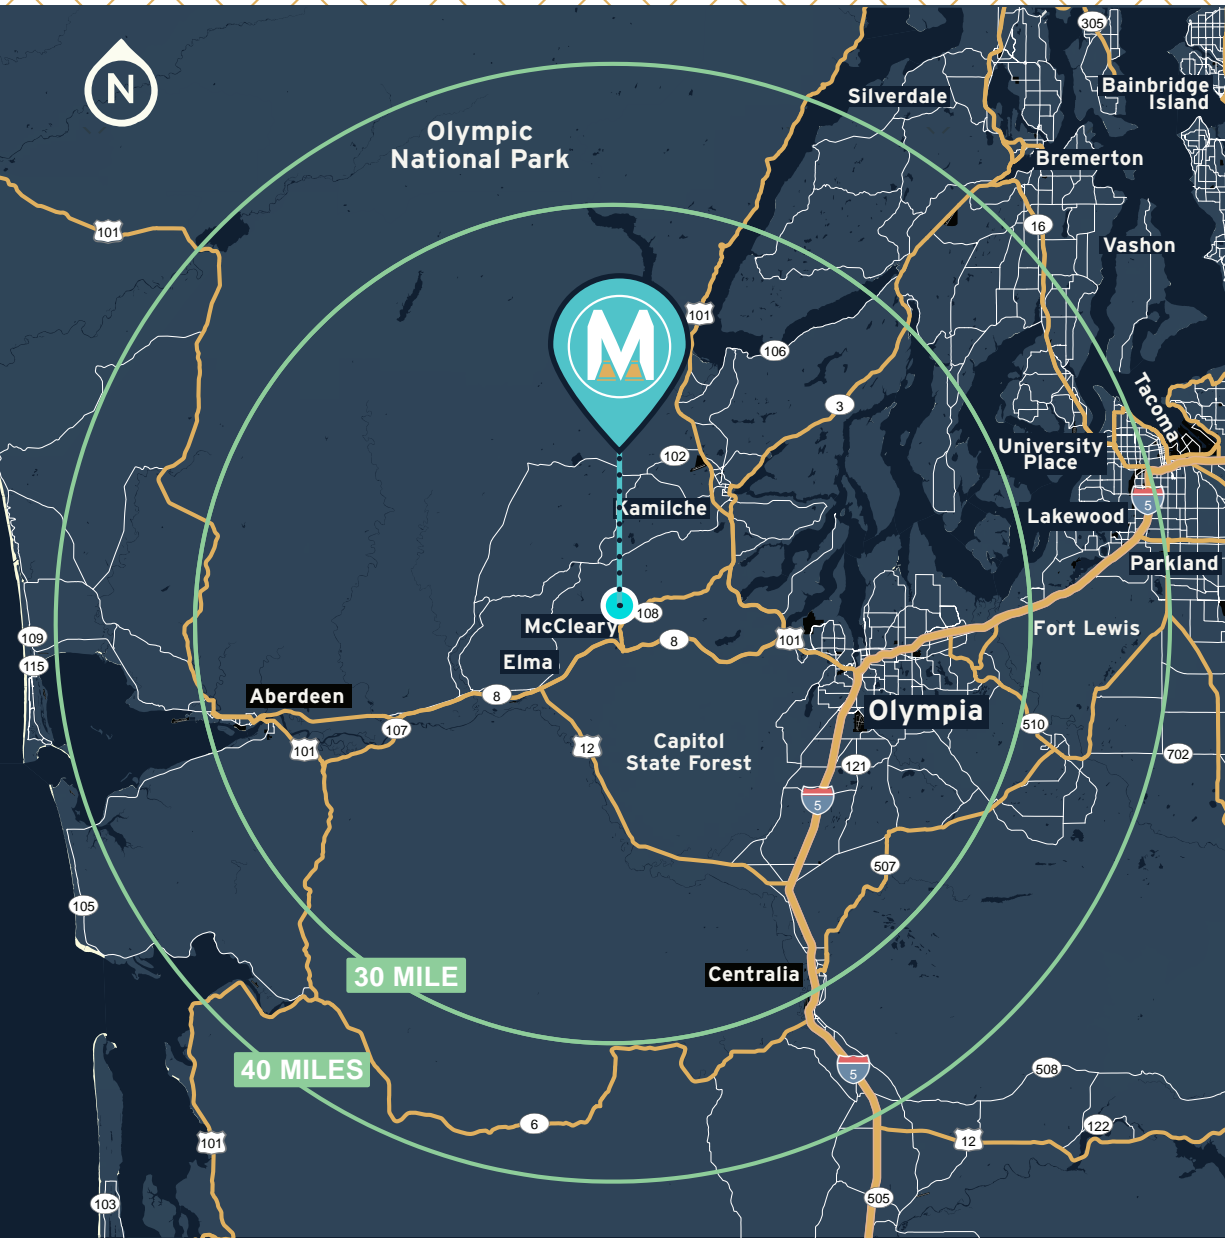 305
N
Silverdale
Bainbridge
Island
Olympic
National Park
Bremerton
16
101
Vashon
101
M
106
3
Tacoma
102
University
Place
5
Kamilche
Lakewood
Parkland
108
McCleary
109
8
101
Fort Lewis
115
Elma
Aberdeen
8
Olympia
107
510
101
12
Capitol
State Forest
702
121
5
507
105
Centralia
30 MILE
40 MILES
5
508
6
122
101
12
103
505